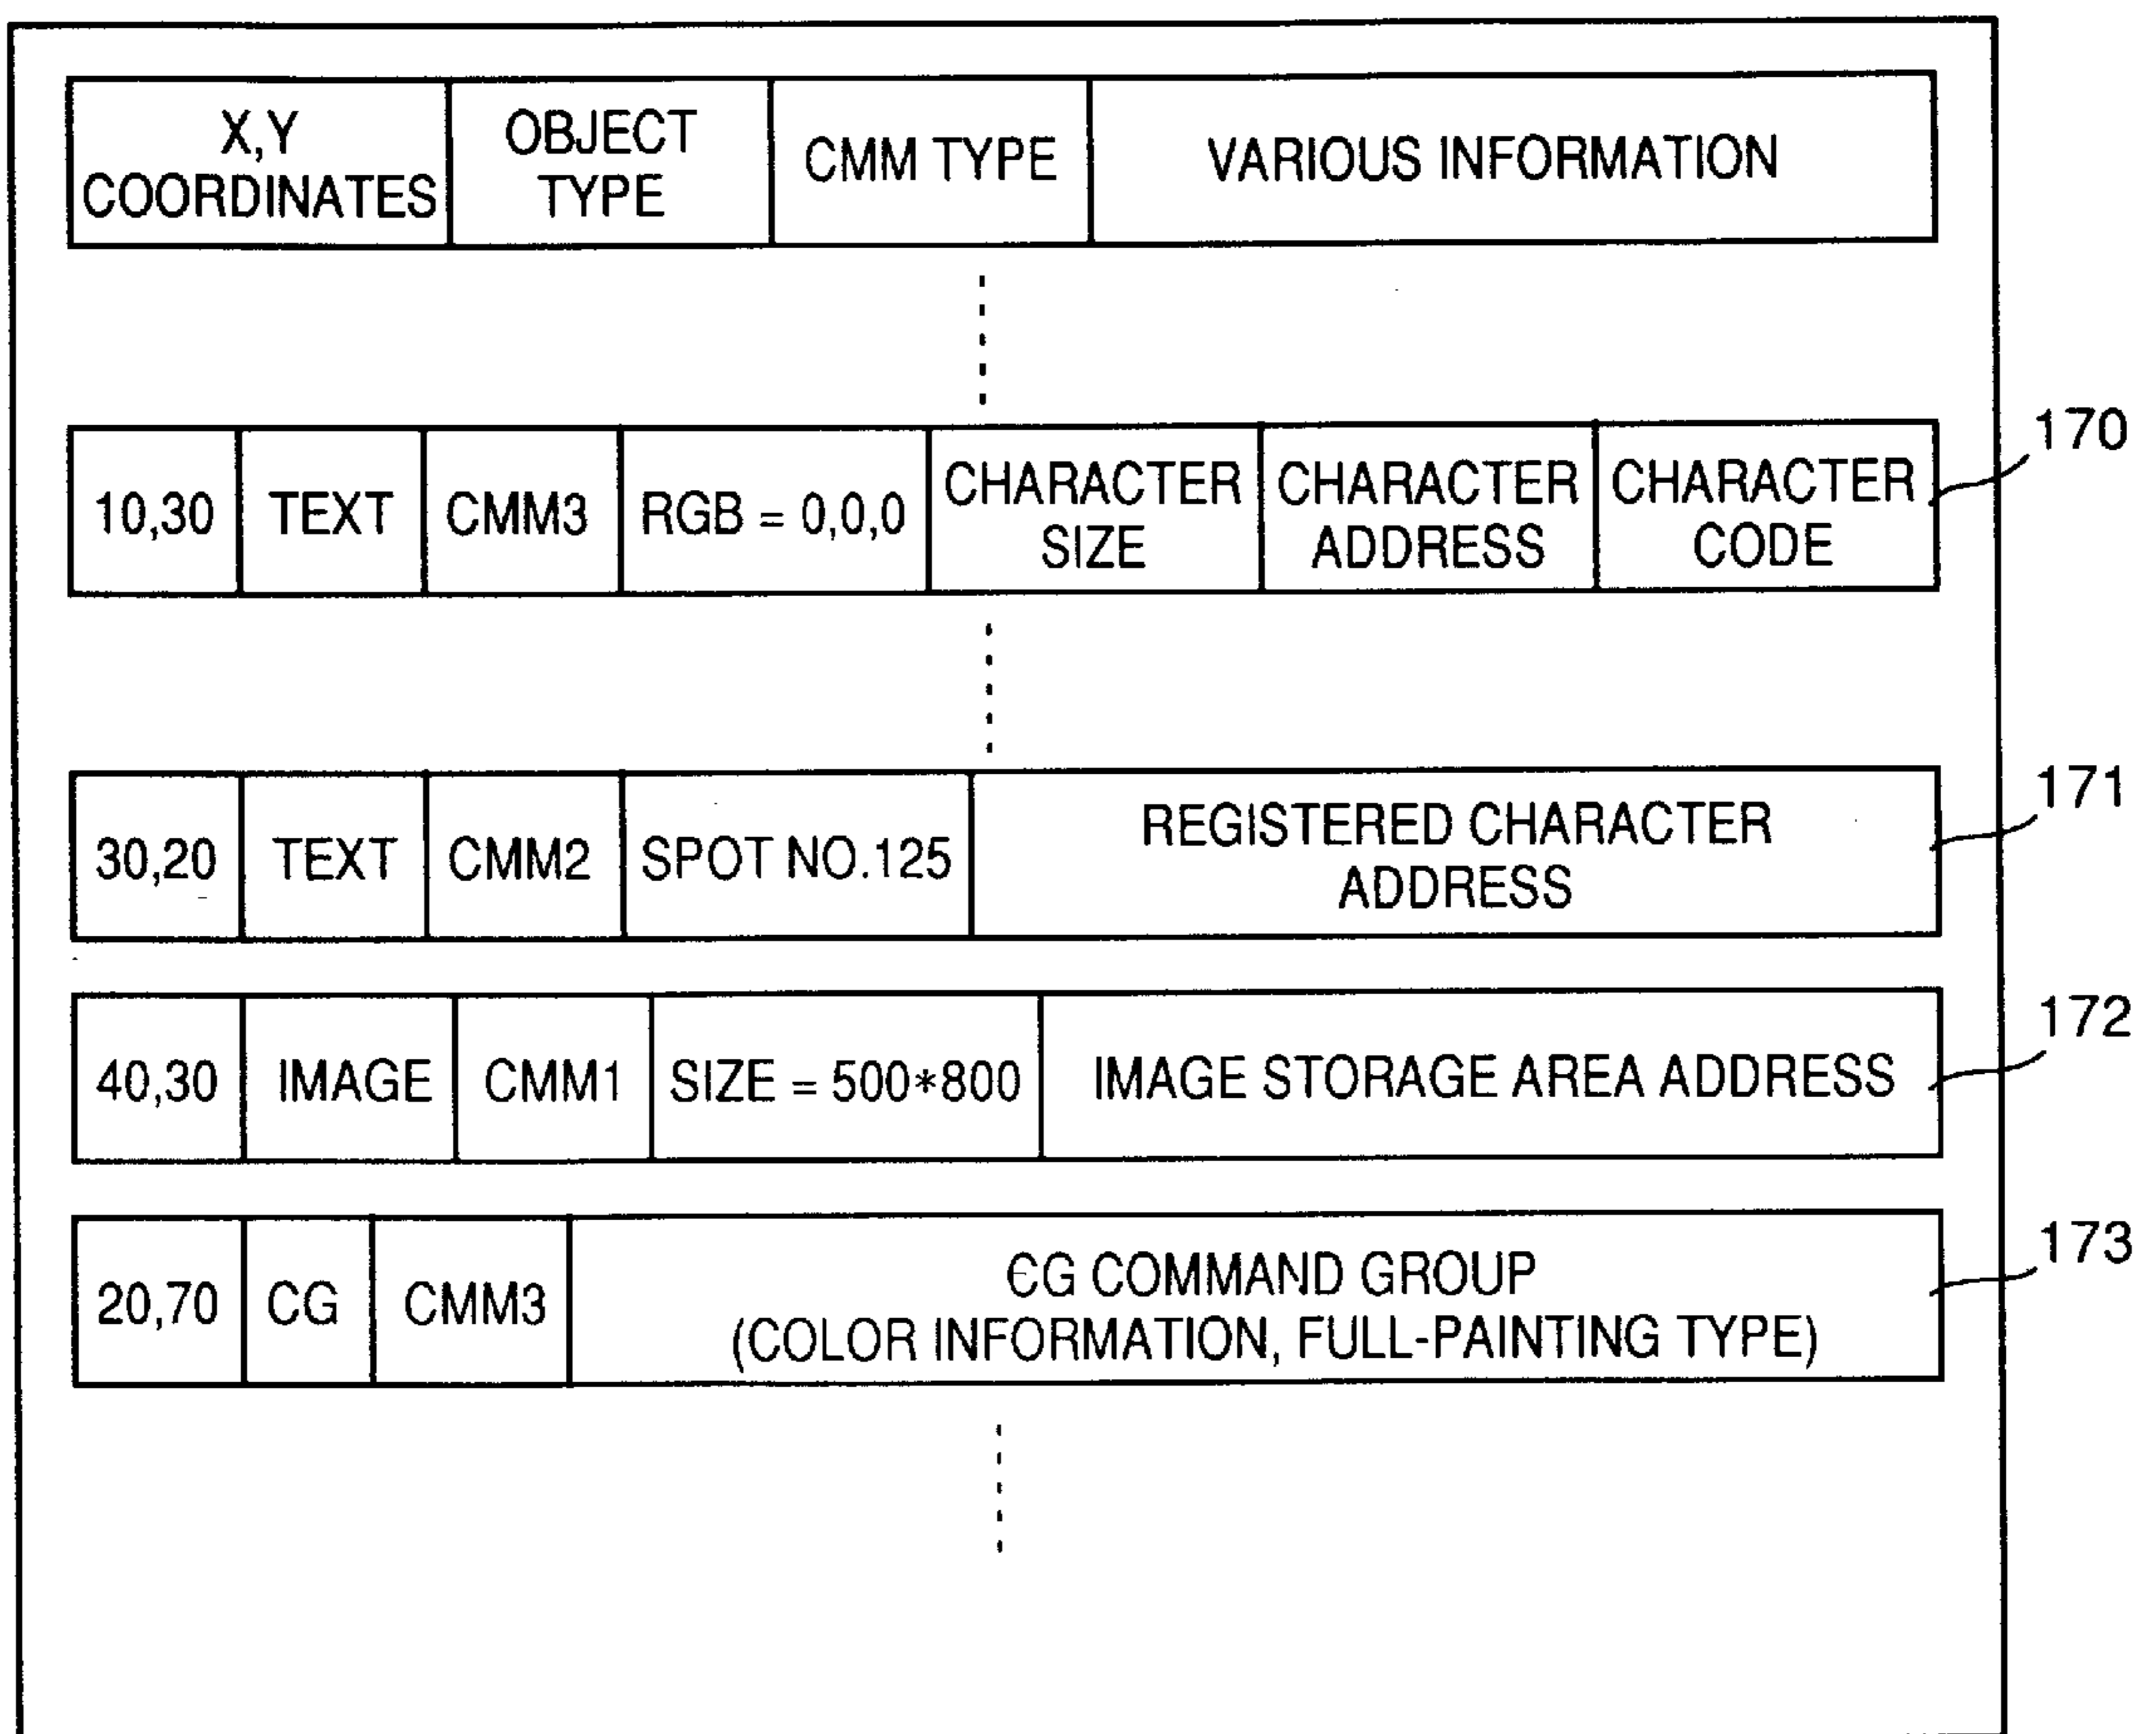 X,Y
COORDINATES
OBJECT
TYPE
CMM TYPE
VARIOUS INFORMATION
10,30
TEXT
CMM3
RGB = 0,0,0
CHARACTER
SIZE
CHARACTER
ADDRESS
CHARACTER
CODE
170
30,20
TEXT
CMM2
SPOT NO.125
REGISTERED CHARACTER
ADDRESS
171
40,30
IMAGE
CMM1
SIZE = 500*800
IMAGE STORAGE AREA ADDRESS
172
20,70
CG
CMM3
CG COMMAND GROUP
(COLOR INFORMATION, FULL-PAINTING TYPE)
173